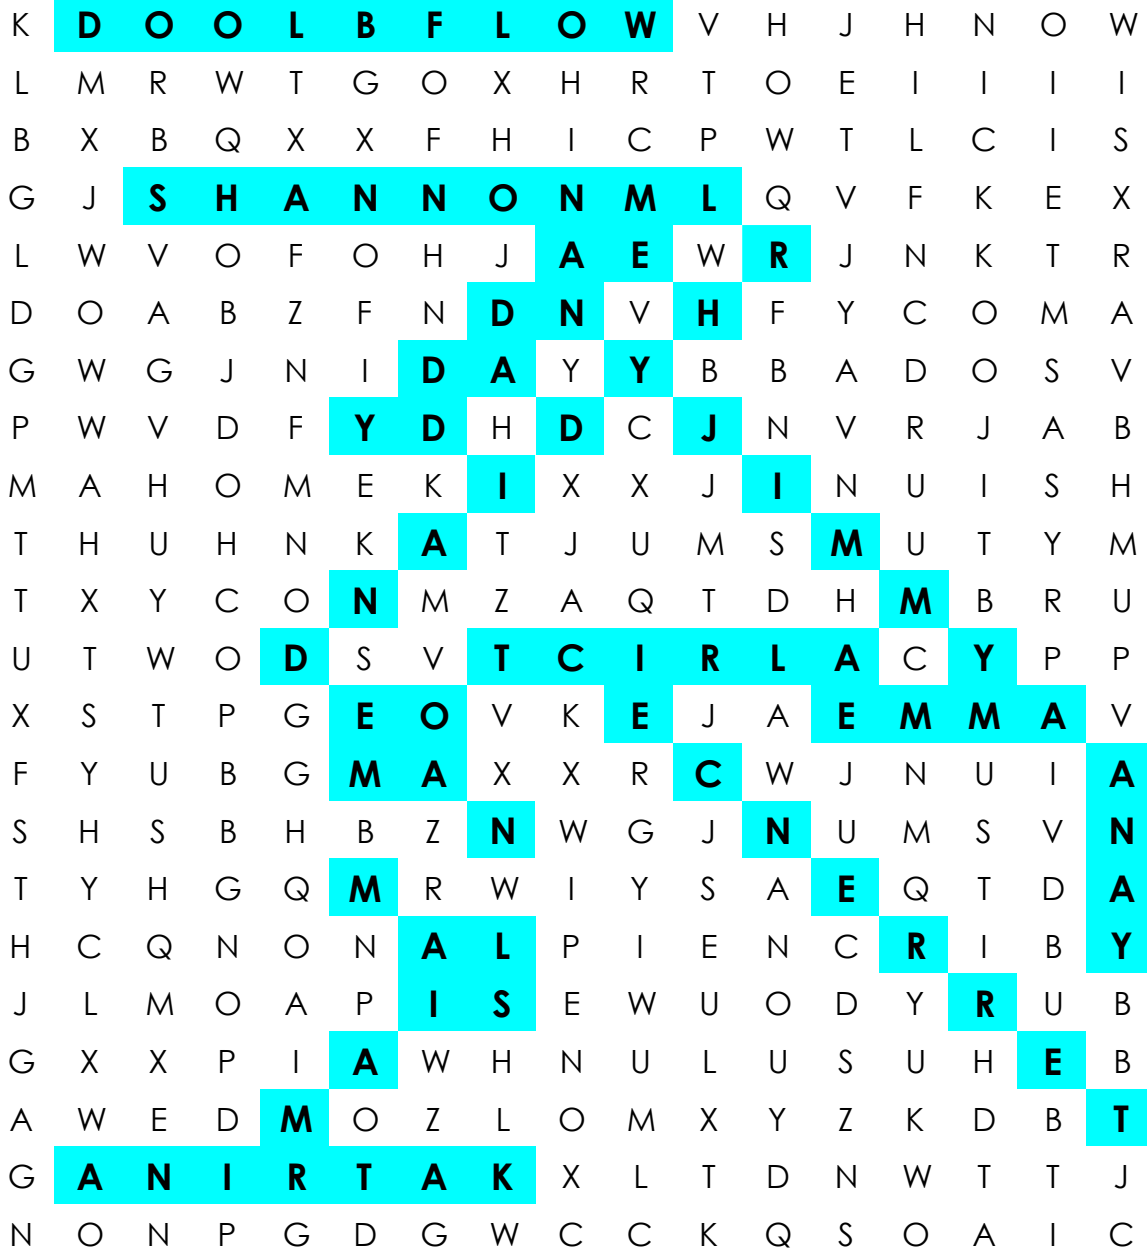 K D O O L B F L O W V H J H N O W
L M R W T G O X H R T O E I I I I
B X B Q X X F H I C P W T L C I S
G J S H A N N O N M L Q V F K E X
L W V O F O H J A E W R J N K T R
D O A B Z F N D N V H F Y C O M A
G W G J N I D A Y Y B B A D O S V
P W V D F Y D H D C J N V R J A B
M A H O M E K I X X J I N U I S H
T H U H N K A T J U M S M U T Y M
T X Y C O N M Z A Q T D H M B R U
U T W O D S V T C I R L A C Y P P
X S T P G E O V K E J A E M M A V
F Y U B G M A X X R C W J N U I A
S H S B H B Z N W G J N U M S V N
T Y H G Q M R W I Y S A E Q T D A
H C Q N O N A L P I E N C R I B Y
J L M O A P I S E W U O D Y R U B
G X X P I A W H N U L U S U H E B
A W E D M O Z L O M X Y Z K D B T
G A N I R T A K X L T D N W T T J
N O N P G D G W C C K Q S O A I C